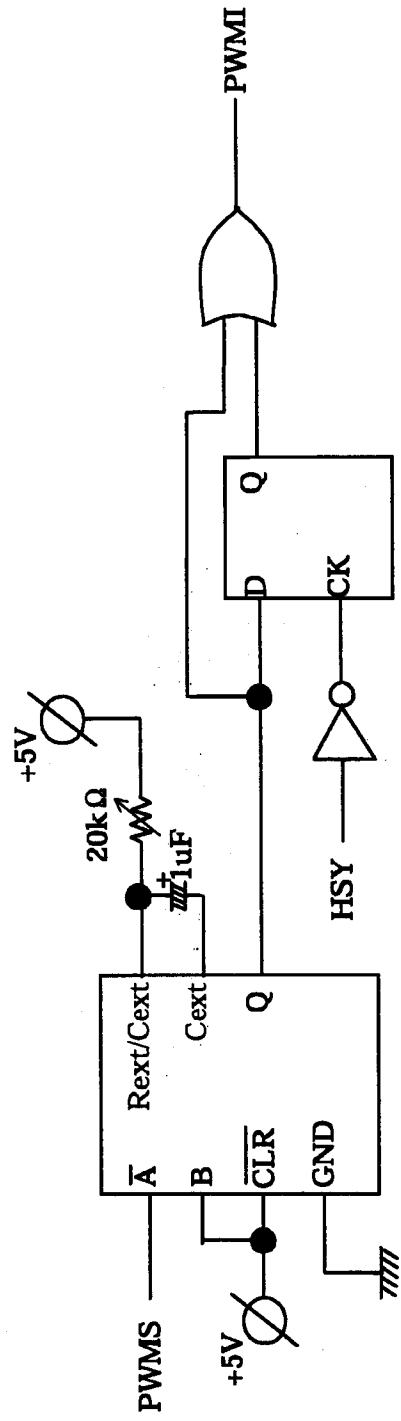 PWMS
+5V
A
B
CLR
GND
Rext/Cext
Cext
Q
+5V
20kΩ
+
1uF
HSY
D
CK
Q
PWMI